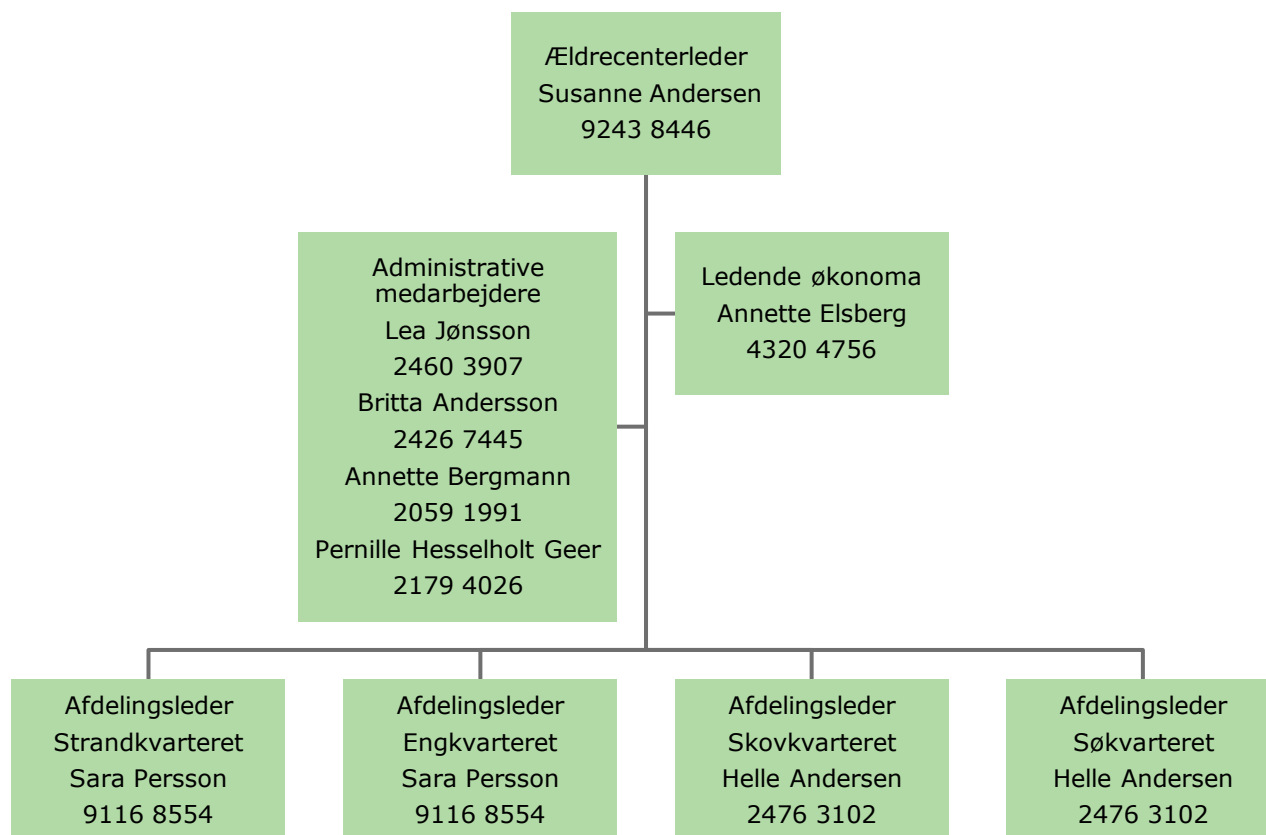 Ældrecenterleder
Susanne Andersen
9243 8446
Administrative
medarbejdere
Lea Jønsson
2460 3907
Britta Andersson
2426 7445
Annette Bergmann
2059 1991
Pernille Hesselholt Geer
2179 4026
Ledende økonoma
Annette Elsberg
4320 4756
Afdelingsleder
Strandkvarteret
Sara Persson
9116 8554
Afdelingsleder
Engkvarteret
Sara Persson
9116 8554
Afdelingsleder
Skovkvarteret
Helle Andersen
2476 3102
Afdelingsleder
Søkvarteret
Helle Andersen
2476 3102